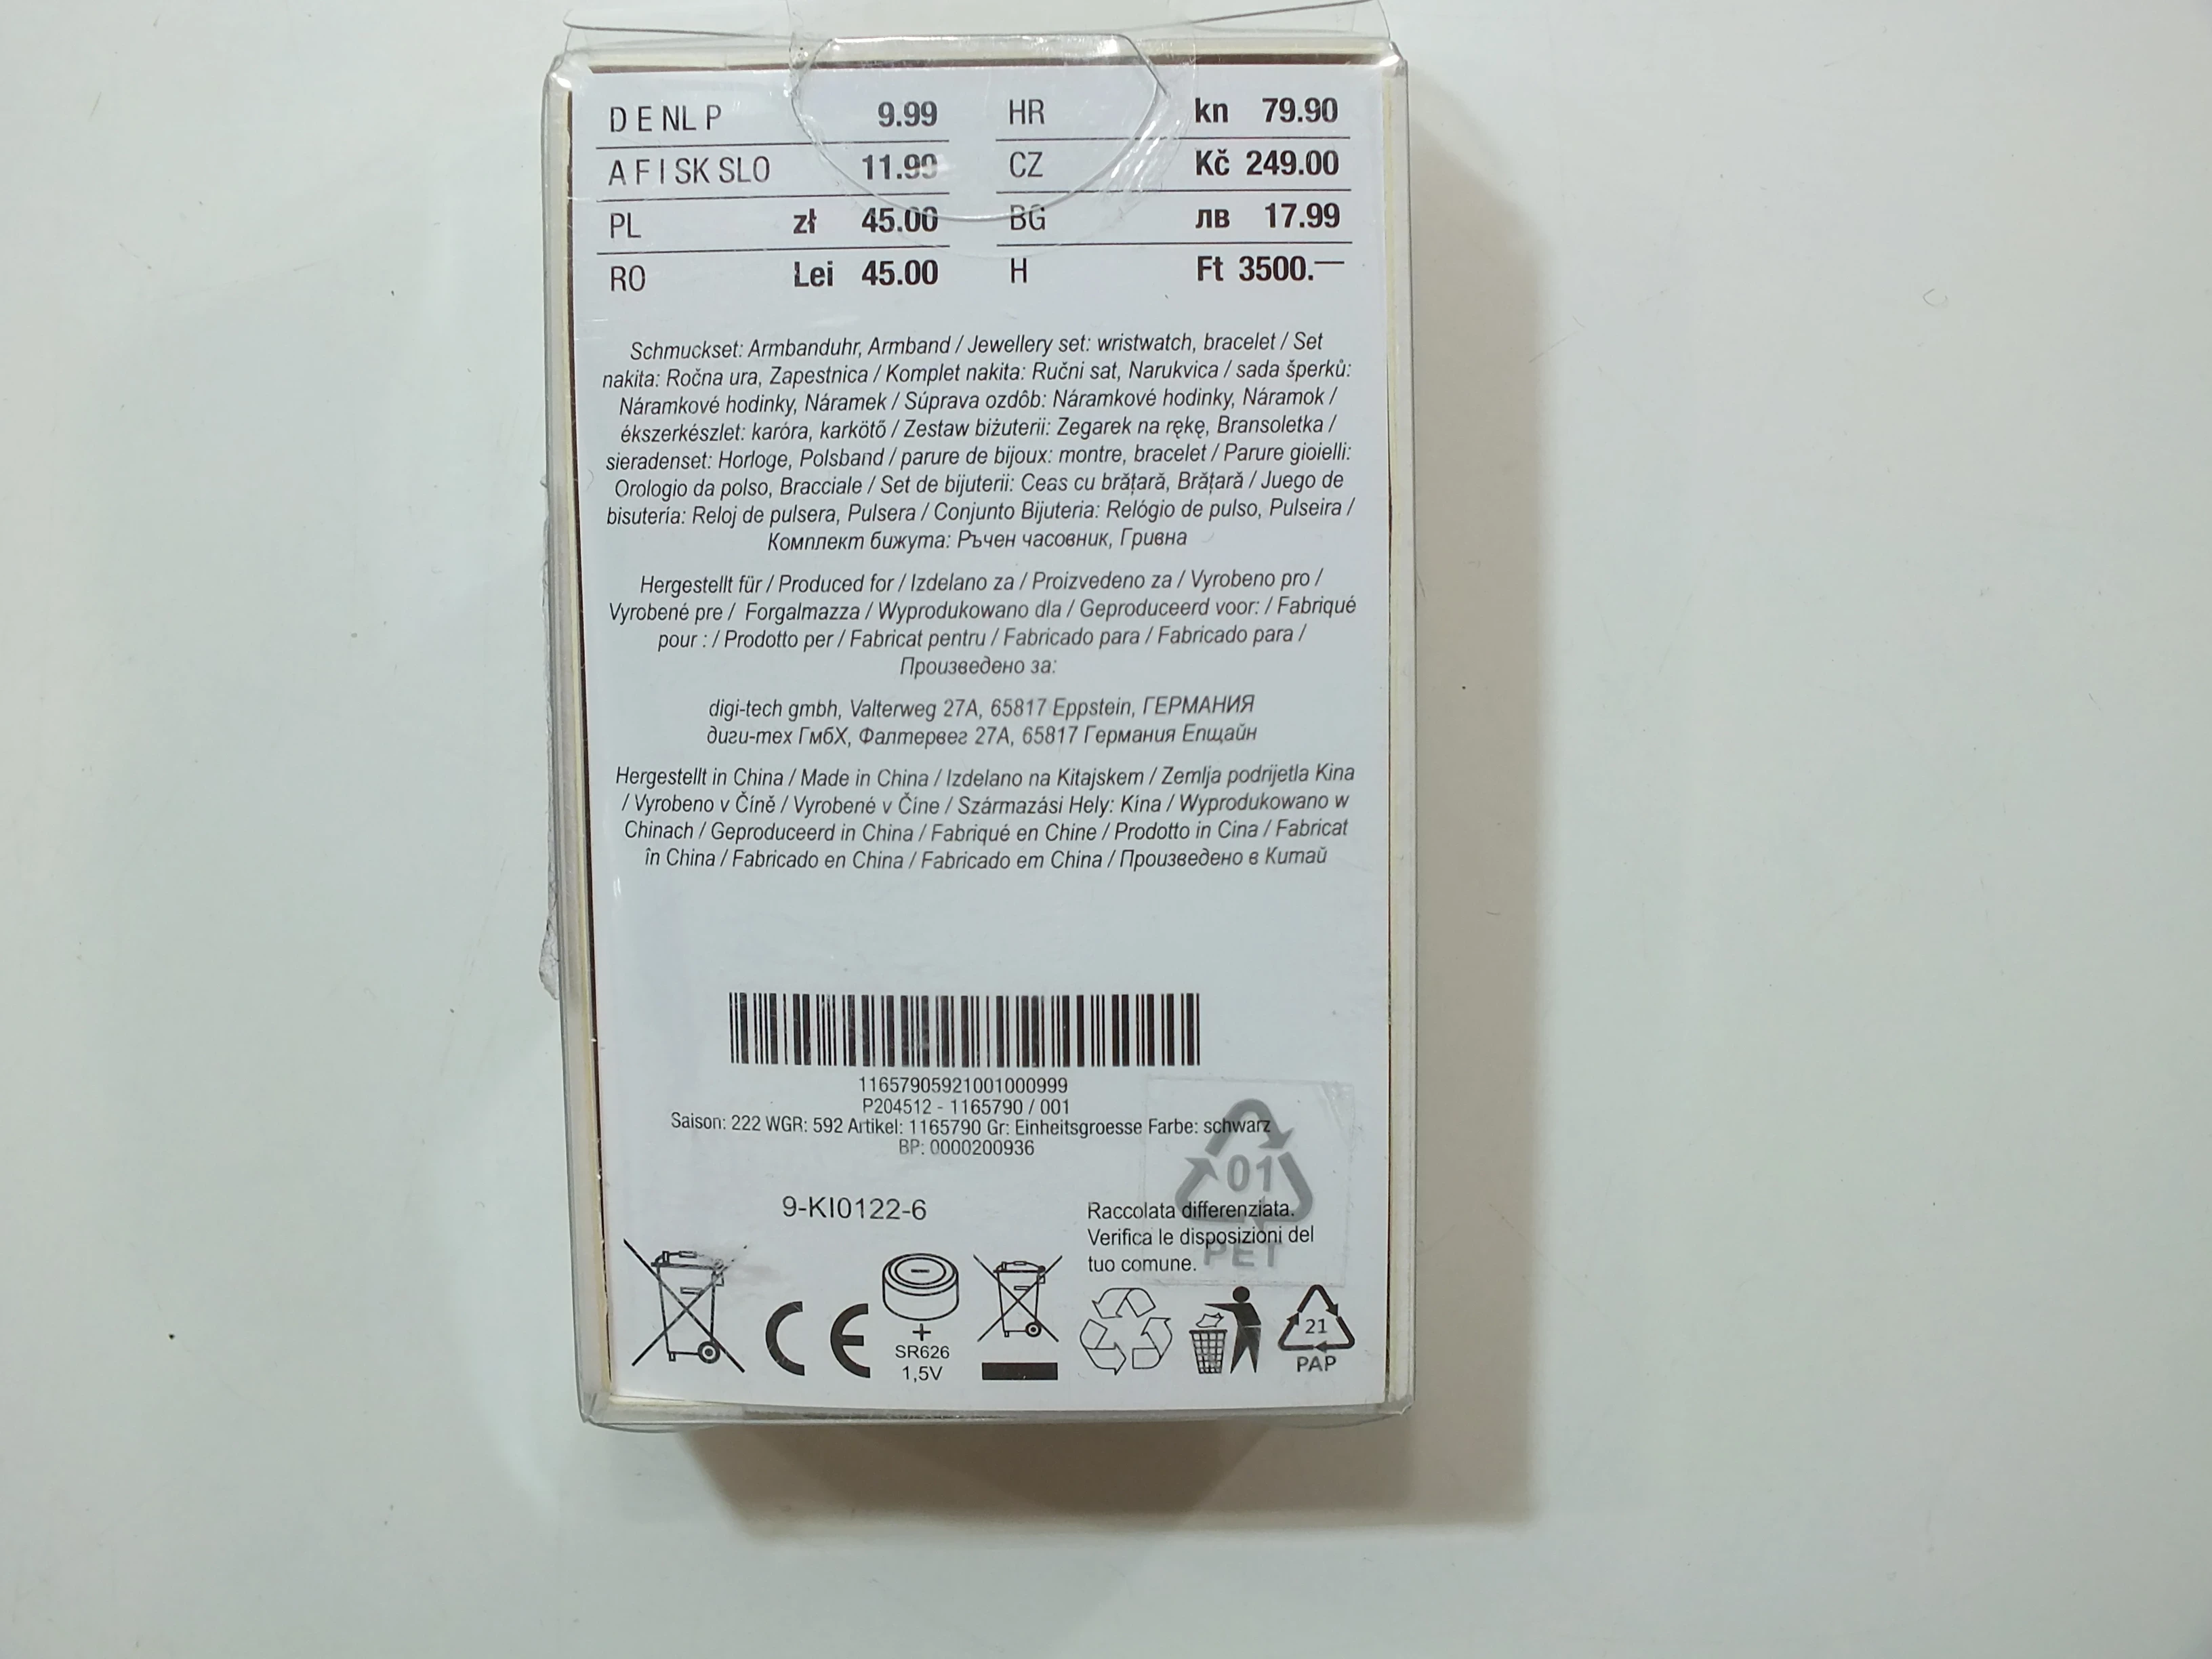 D E NL P 9.99
A F I SK SLO 11.99
PL zł 45.00
RO Lei 45.00
HR kn 79.90
CZ Kč 249.00
BG лв 17.99
H Ft 3500.—
Schmuckset: Armbanduhr, Armband / Jewellery set: wristwatch, bracelet / Set
nakita: Ročna ura, Zapestnica / Komplet nakita: Ručni sat, Narukvica / sada šperků:
Náramkové hodinky, Náramek / Súprava ozdôb: Náramkové hodinky, Náramok /
ékszerkészlet: karóra, karkötő / Zestaw biżuterii: Zegarek na rękę, Bransoletka /
sieradenset: Horloge, Polsband / parure de bijoux: montre, bracelet / Parure gioielli:
Orologio da polso, Bracciale / Set de bijuterii: Ceas cu brățară, Brățară / Juego de
bisutería: Reloj de pulsera, Pulsera / Conjunto Bijuteria: Relógio de pulso, Pulseira /
Комплект бижута: Ръчен часовник, Гривна
Hergestellt für / Produced for / Izdelano za / Proizvedeno za / Vyrobeno pro /
Vyrobené pre / Forgalmazza / Wyprodukowano dla / Geproduceerd voor: / Fabriqué
pour : / Prodotto per / Fabricat pentru / Fabricado para / Fabricado para /
Произведено за:
digi-tech gmbh, Valterweg 27A, 65817 Eppstein, ГЕРМАНИЯ
диги-тех ГмбХ, Фалтервег 27А, 65817 Германия Епщайн
Hergestellt in China / Made in China / Izdelano na Kitajskem / Zemlja podrijetla Kina
/ Vyrobeno v Číně / Vyrobené v Čine / Származási Hely: Kína / Wyprodukowano w
Chinach / Geproduceerd in China / Fabriqué en Chine / Prodotto in Cina / Fabricat
în China / Fabricado en China / Fabricado em China / Произведено в Китай
11657905921001000999
P204512 - 1165790 / 001
Saison: 222 WGR: 592 Artikel: 1165790 Gr: Einheitsgroesse Farbe: schwarz
BP: 0000200936
01
PET
9-KI0122-6
Raccolata differenziata.
Verifica le disposizioni del
tuo comune.
CE
+
SR626
1,5V
21
PAP